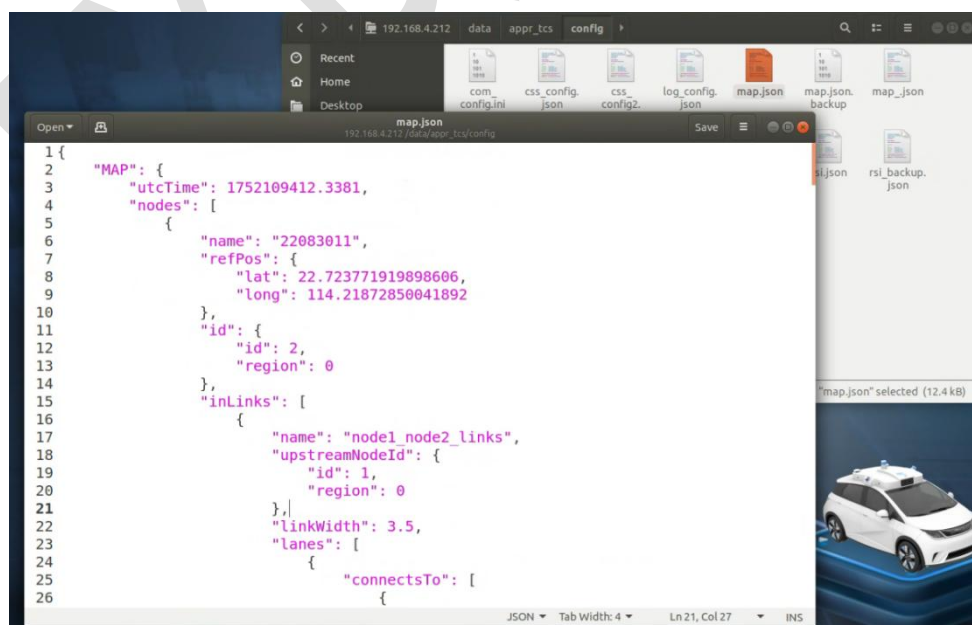 192.168.4.212 data appr_tcs config
Recent
Home
Desktop
com_
config.ini
css_config.
json
css_
config2.
log_config.
json
map.json
map.json.
backup
map_.json
rsi_backup.
json
Open
map.json
192.168.4.212 /data/appr_tcs/config
Save
1 {
2 "MAP": {
3 "utcTime": 1752109412.3381,
4 "nodes": [
5 {
6 "name": "22083011",
7 "refPos": {
8 "lat": 22.723771919898606,
9 "long": 114.21872850041892
10 },
11 "id": {
12 "id": 2,
13 "region": 0
14 },
15 "inLinks": [
16 {
17 "name": "node1_node2_links",
18 "upstreamNodeId": {
19 "id": 1,
20 "region": 0
21 },
22 "linkWidth": 3.5,
23 "lanes": [
24 {
25 "connectsTo": [
26 {
JSON Tab Width: 4 Ln 21, Col 27 INS
"map.json" selected (12.4 kB)